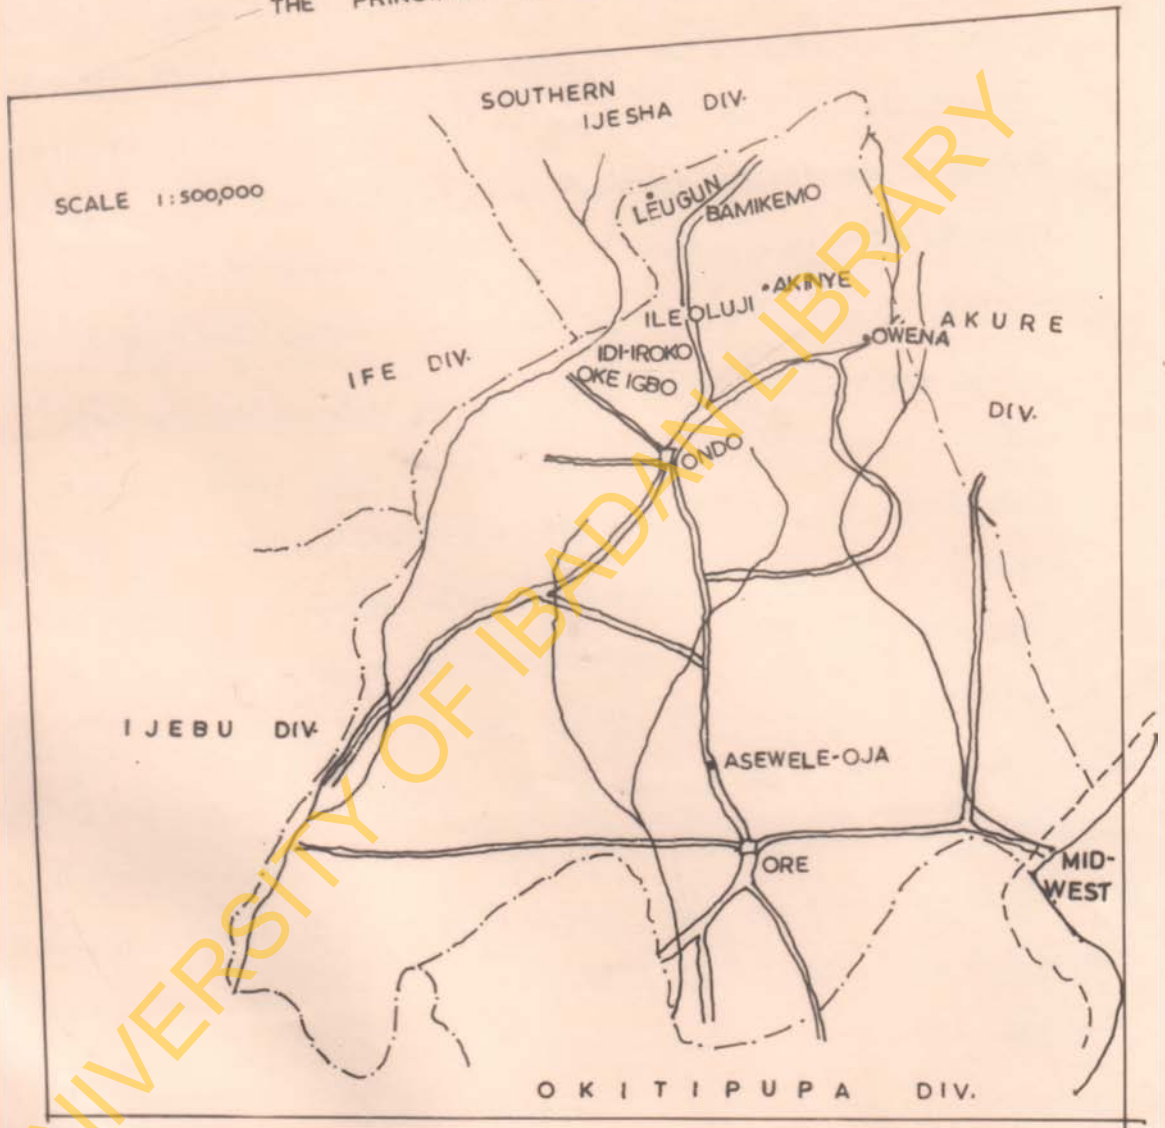 THE
SOUTHERN
IJESHA DIV.
SCALE 1:500,000
LEUGUN
BAMIKEMO
AKINYE
ILE OLUJI
AKURE
OWENA
IDI-IROKO
IFE DIV.
OKE IGBO
DIV.
ONDO
IJEBU DIV.
ASEWELE-OJA
ORE
MID-
WEST
OKITIPUPA DIV.
UNIVERSITY OF IBADAN LIBRARY